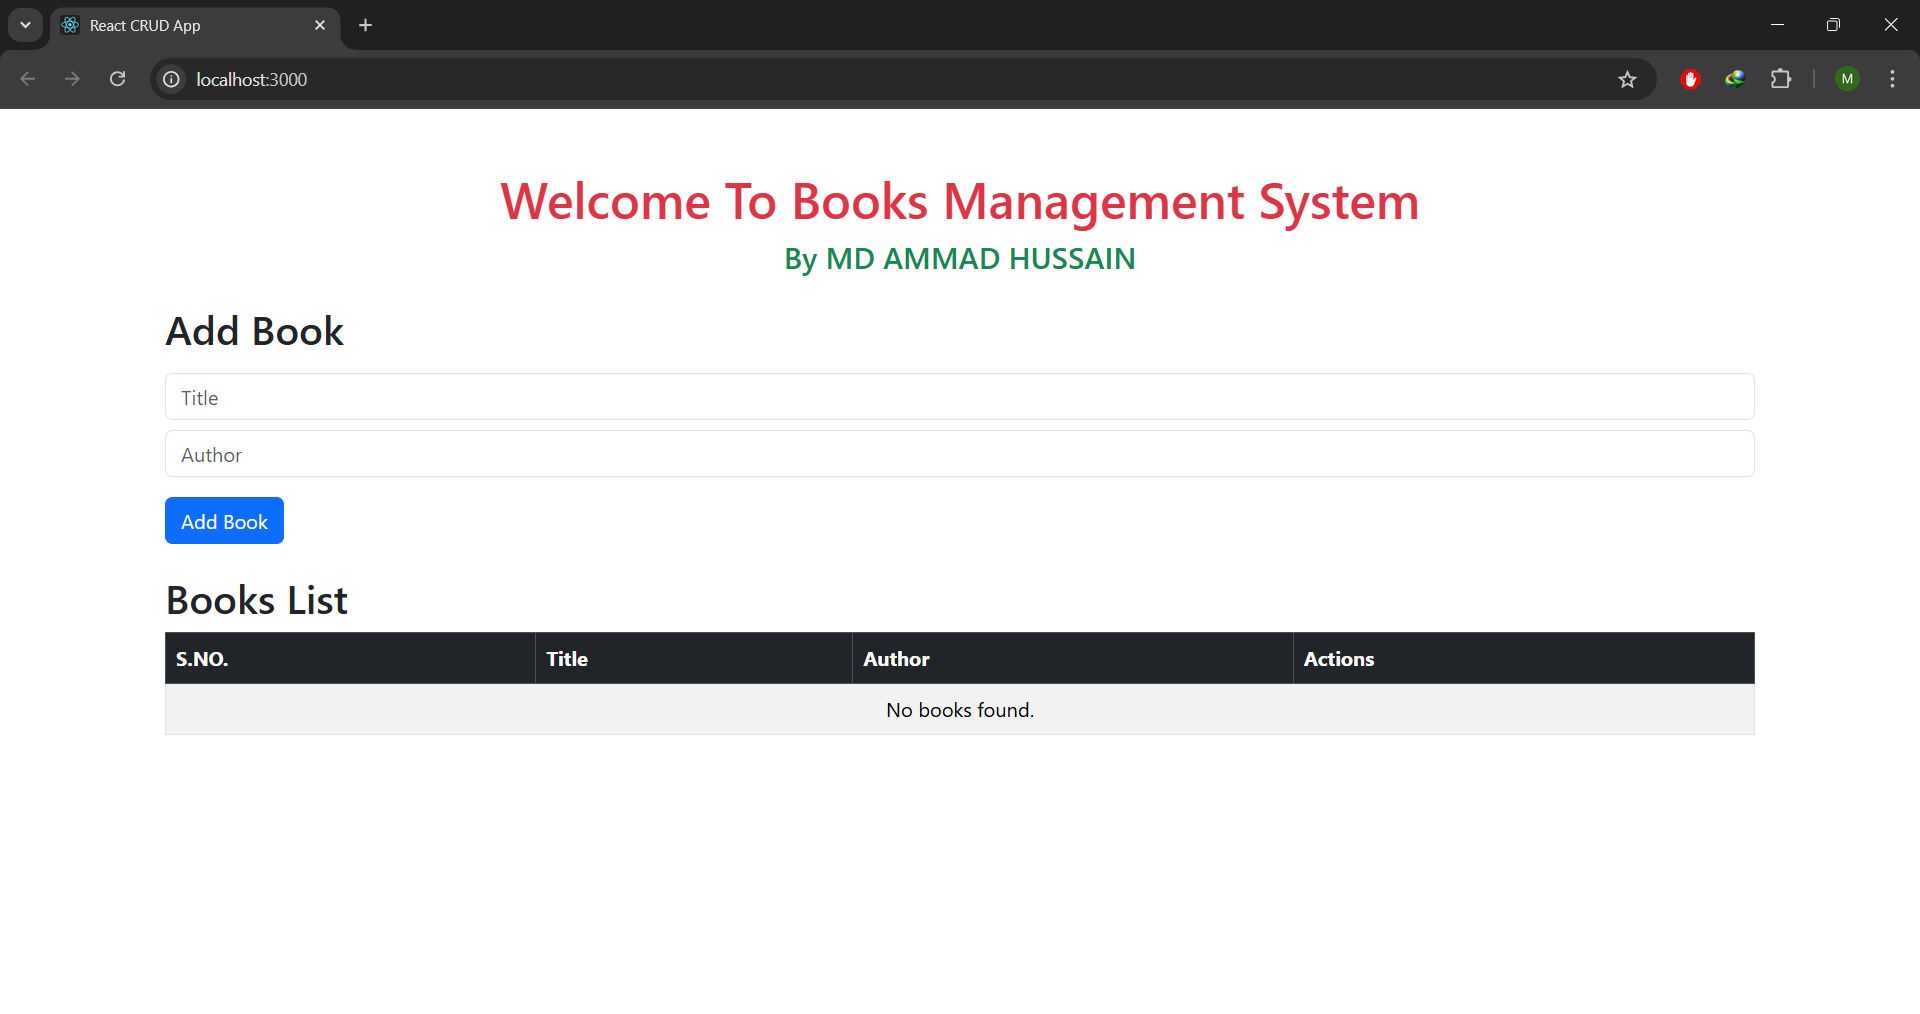 React CRUD App
localhost:3000
M
Welcome To Books Management System
By MD AMMAD HUSSAIN
Add Book
Title
Author
Add Book
Books List
S.NO. Title Author Actions
No books found.